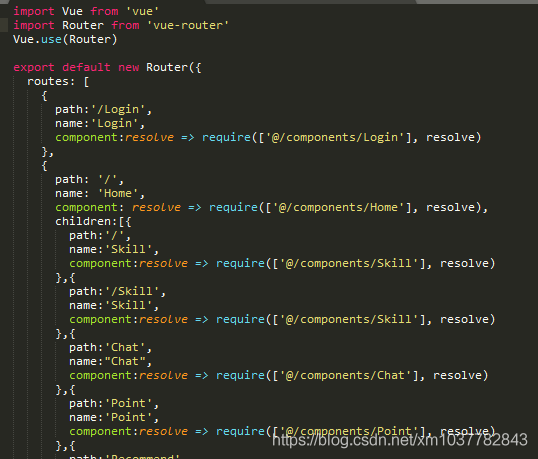 import Vue from 'vue'
import Router from 'vue-router'
Vue.use(Router)

export default new Router({
  routes: [
    {
      path:'/Login',
      name:'Login',
      component:resolve => require(['@/components/Login'], resolve)
    },
    {
      path: '/',
      name: 'Home',
      component: resolve => require(['@/components/Home'], resolve),
      children:[{
        path:'/',
        name:'Skill',
        component:resolve => require(['@/components/Skill'], resolve)
      },{
        path:'/Skill',
        name:'Skill',
        component:resolve => require(['@/components/Skill'], resolve)
      },{
        path:'Chat',
        name:"Chat",
        component:resolve => require(['@/components/Chat'], resolve)
      },{
        path:'Point',
        name:'Point',
        component:resolve => require(['@/components/Point'], resolve)
      },{
        path:'Recommend',
https://blog.csdn.net/xm1037782843